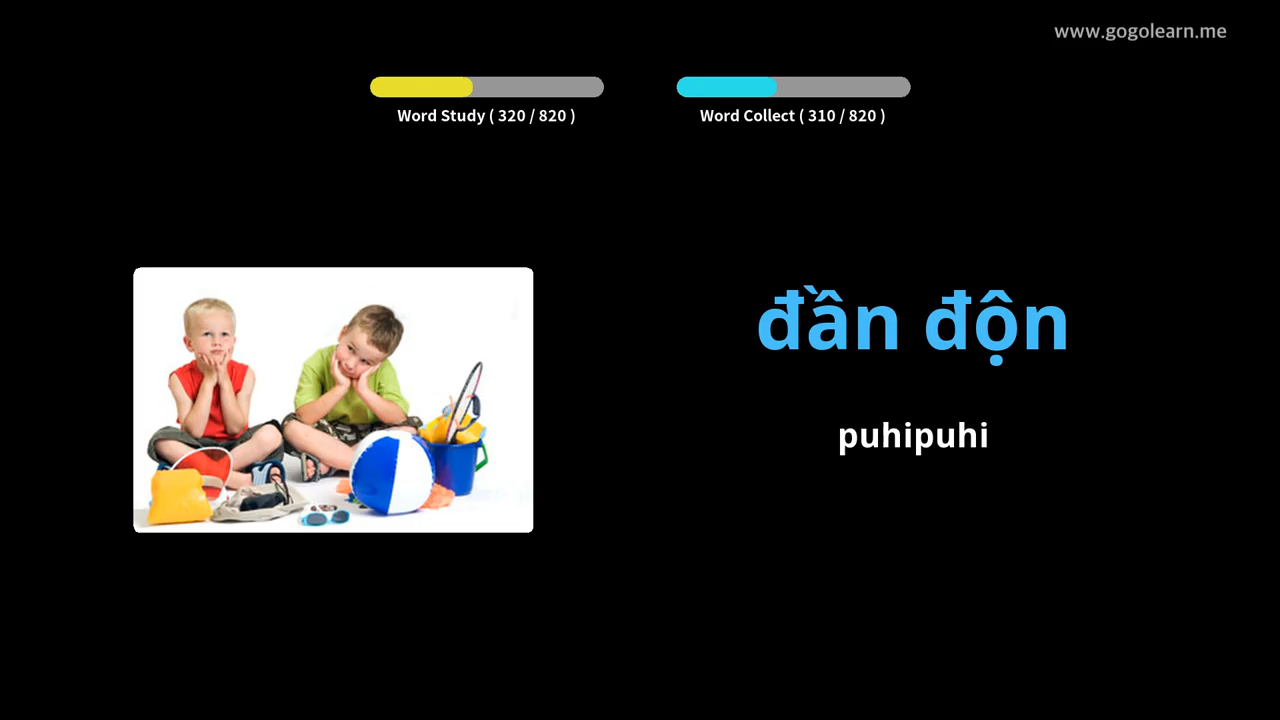 www.gogolearn.me
Word Study ( 320 / 820 )
Word Collect ( 310 / 820 )
đần độn
puhipuhi